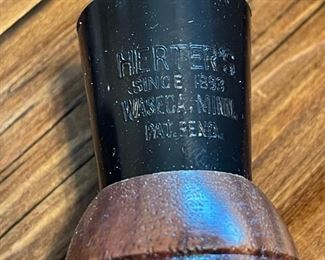 HERTER'S
SINCE 1893
WASECA, MINN.
PAT. PEND.